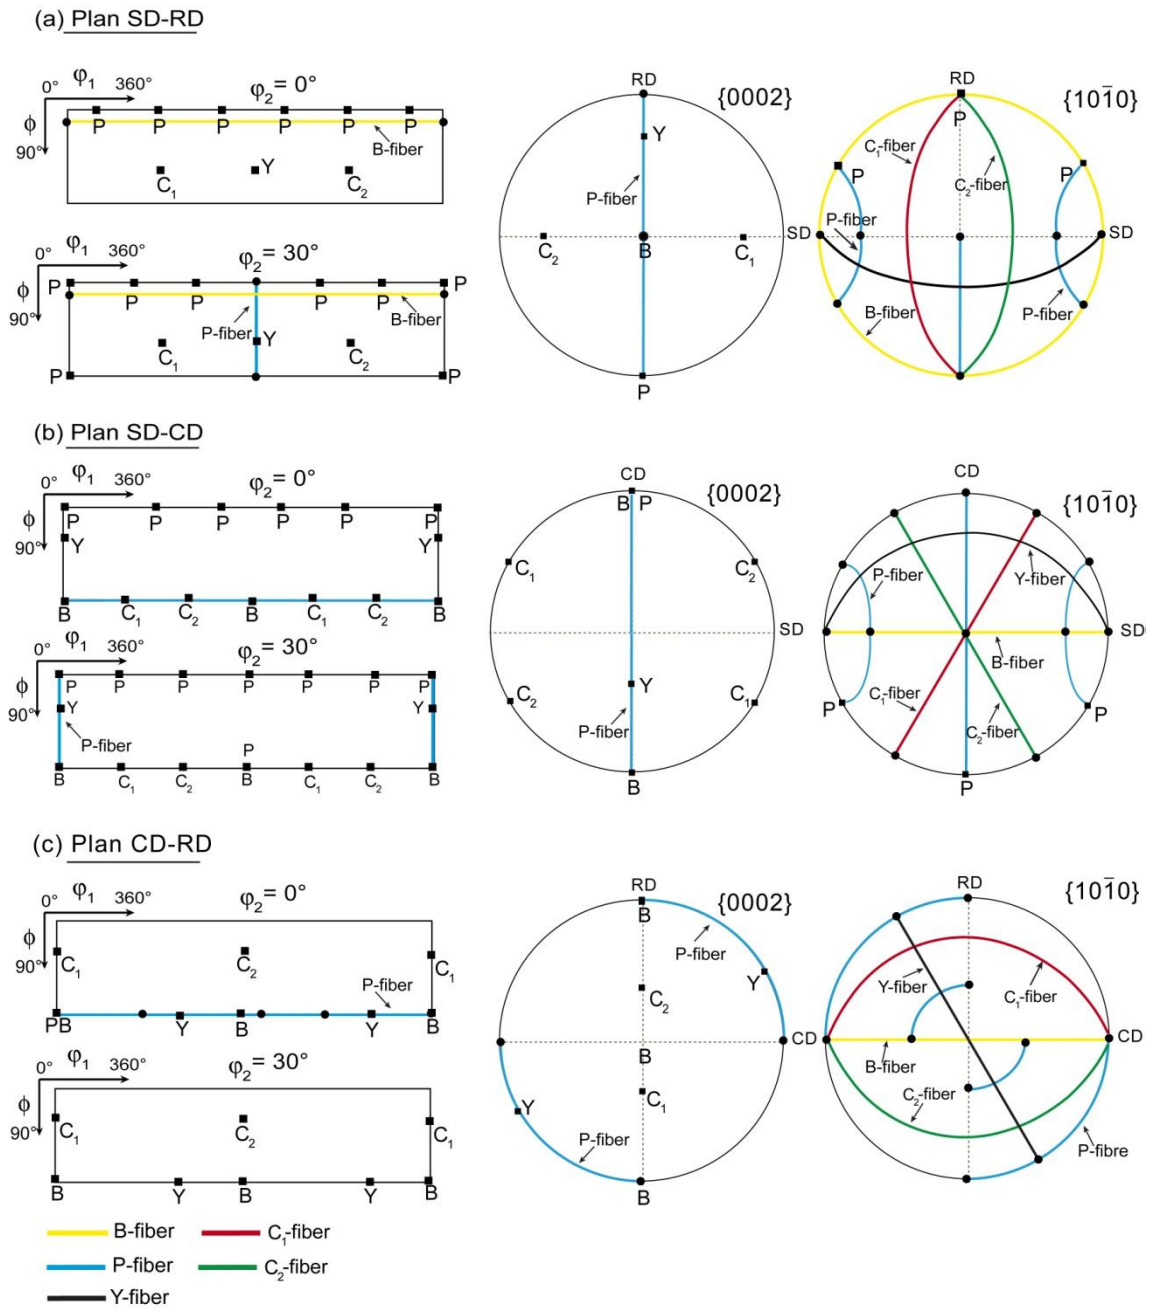 (a) Plan SD-RD
φ₁
0° 360°
φ₂ = 0°
ϕ
90°
P P P P P P
B-fiber
C₁ Y C₂
φ₁
0° 360°
φ₂ = 30°
ϕ
90°
P P
P P P P
P-fiber
B-fiber
Y
C₁ C₂
P P
RD
{0002}
Y
P-fiber
SD
C₂ B C₁
P
RD
{101̄0}
P
C₁-fiber
C₂-fiber
P P
P-fiber
SD
B-fiber
P-fiber
(b) Plan SD-CD
φ₁
0° 360°
φ₂ = 0°
ϕ
90°
P P P P P P
Y Y
B C₁ C₂ B C₁ C₂ B
φ₁
0° 360°
φ₂ = 30°
ϕ
90°
P P P P P P P
Y Y
P-fiber
P
B C₁ C₂ B C₁ C₂ B
CD
{0002}
B P
C₁ C₂
SD
Y
C₂ C₁
P-fiber
B
CD
{101̄0}
P-fiber
Y-fiber
SD
B-fiber
C₁-fiber
P P
C₂-fiber
P
(c) Plan CD-RD
φ₁
0° 360°
φ₂ = 0°
ϕ
90°
C₁ C₂ C₁
P-fiber
PB Y B Y B
φ₁
0° 360°
φ₂ = 30°
ϕ
90°
C₁ C₂ C₁
B Y B Y B
RD
{0002}
B
P-fiber
Y
C₂
CD
B
C₁
Y
P-fiber
B
RD
{101̄0}
Y-fiber
C₁-fiber
CD
B-fiber
C₂-fiber
P-fibre
B-fiber
C₁-fiber
P-fiber
C₂-fiber
Y-fiber